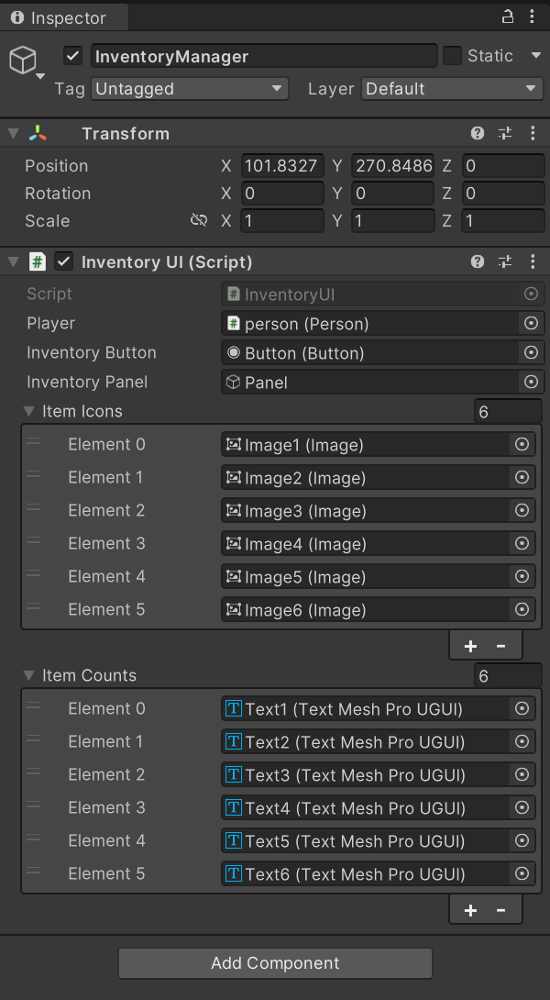 Inspector
InventoryManager Static
Tag Untagged Layer Default
Transform
Position X 101.8327 Y 270.8486 Z 0
Rotation X 0 Y 0 Z 0
Scale X 1 Y 1 Z 1
# Inventory UI (Script)
Script # InventoryUI
Player # person (Person)
Inventory Button Button (Button)
Inventory Panel Panel
Item Icons 6
Element 0 Image1 (Image)
Element 1 Image2 (Image)
Element 2 Image3 (Image)
Element 3 Image4 (Image)
Element 4 Image5 (Image)
Element 5 Image6 (Image)
+ -
Item Counts 6
Element 0 T Text1 (Text Mesh Pro UGUI)
Element 1 T Text2 (Text Mesh Pro UGUI)
Element 2 T Text3 (Text Mesh Pro UGUI)
Element 3 T Text4 (Text Mesh Pro UGUI)
Element 4 T Text5 (Text Mesh Pro UGUI)
Element 5 T Text6 (Text Mesh Pro UGUI)
+ -
Add Component